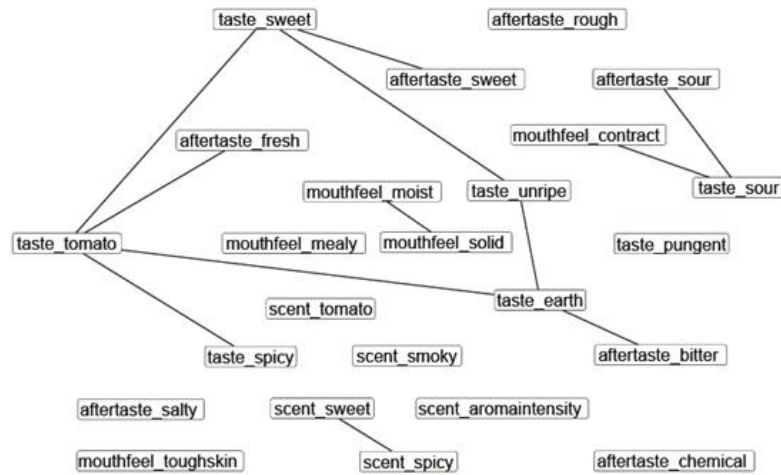 taste_sweet
aftertaste_rough
aftertaste_sweet
aftertaste_sour
aftertaste_fresh
mouthfeel_contract
mouthfeel_moist
taste_unripe
taste_sour
taste_tomato
mouthfeel_mealy
mouthfeel_solid
taste_pungent
scent_tomato
taste_earth
taste_spicy
scent_smoky
aftertaste_bitter
aftertaste_salty
scent_sweet
scent_aromaintensity
mouthfeel_toughskin
scent_spicy
aftertaste_chemical